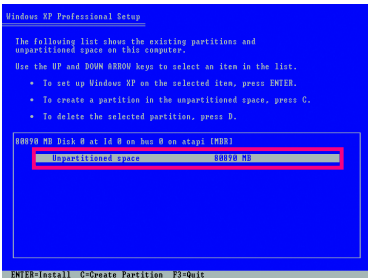 Windows XP Professional Setup
The following list shows the existing partitions and
unpartitioned space on this computer.
Use the UP and DOWN ARROW keys to select an item in the list.
• To set up Windows XP on the selected item, press ENTER.
• To create a partition in the unpartitioned space, press C.
• To delete the selected partition, press D.
80890 MB Disk 0 at Id 0 on bus 0 on atapi [MBR]
Unpartitioned space 80890 MB
ENTER=Install C=Create Partition F3=Quit